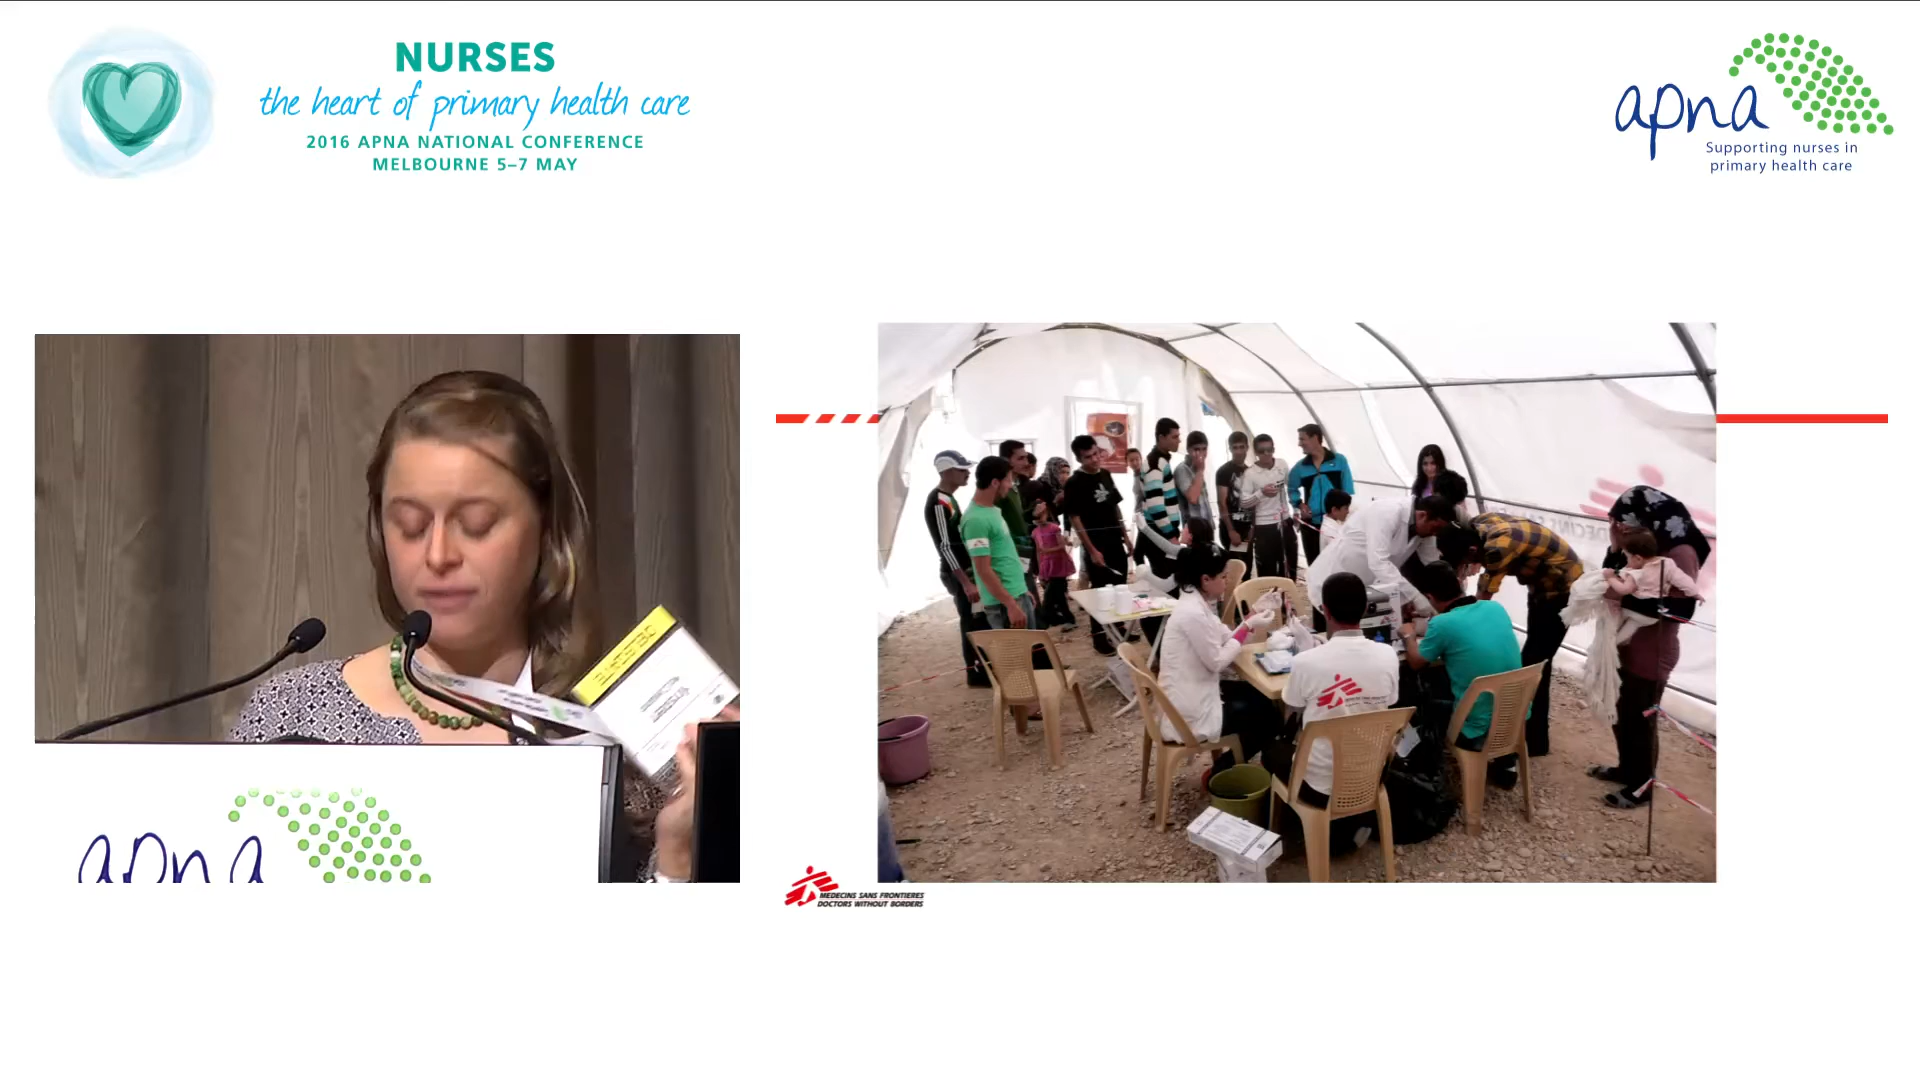 NURSES
the heart of primary health care
2016 APNA NATIONAL CONFERENCE
MELBOURNE 5–7 MAY
apna
Supporting nurses in
primary health care
apna
MEDECINS SANS FRONTIERES
DOCTORS WITHOUT BORDERS